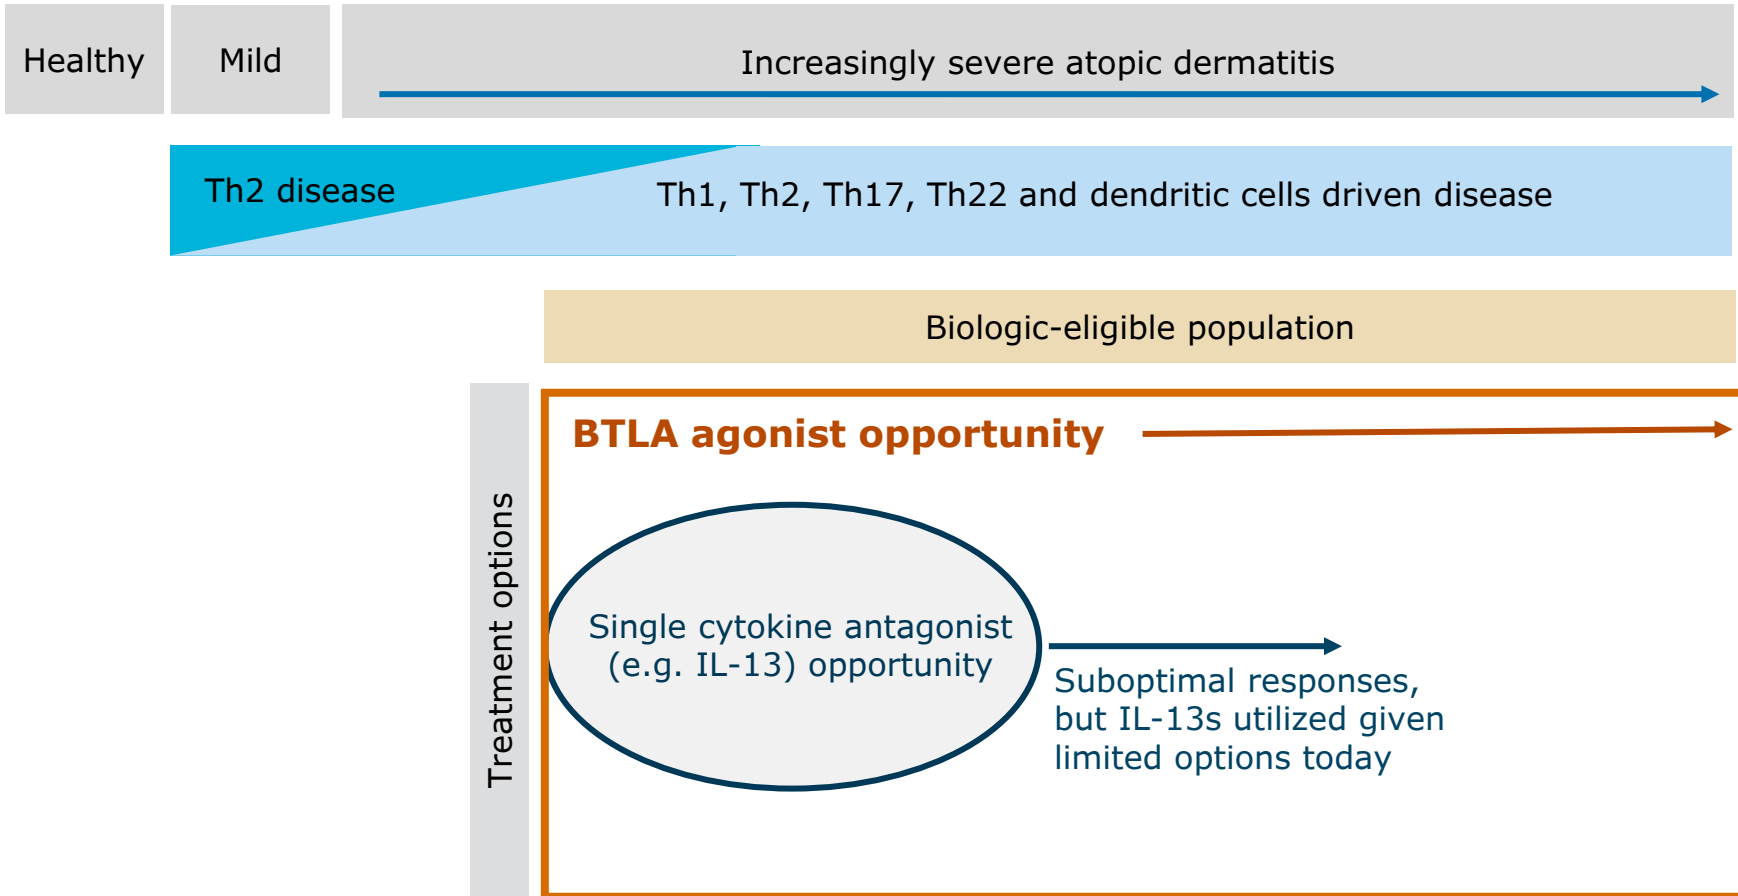 Healthy
Mild
Increasingly severe atopic dermatitis
Th2 disease
Th1, Th2, Th17, Th22 and dendritic cells driven disease
Biologic-eligible population
Treatment options
BTLA agonist opportunity
Single cytokine antagonist
(e.g. IL-13) opportunity
Suboptimal responses,
but IL-13s utilized given
limited options today